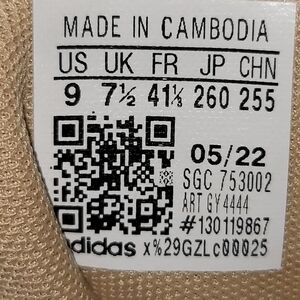 MADE IN CAMBODIA
US UK FR JP CHN
9 7½ 41⅓ 260 255
05/22
SGC 753002
ART GY4444
#130119867
adidas x%29GZLc00025